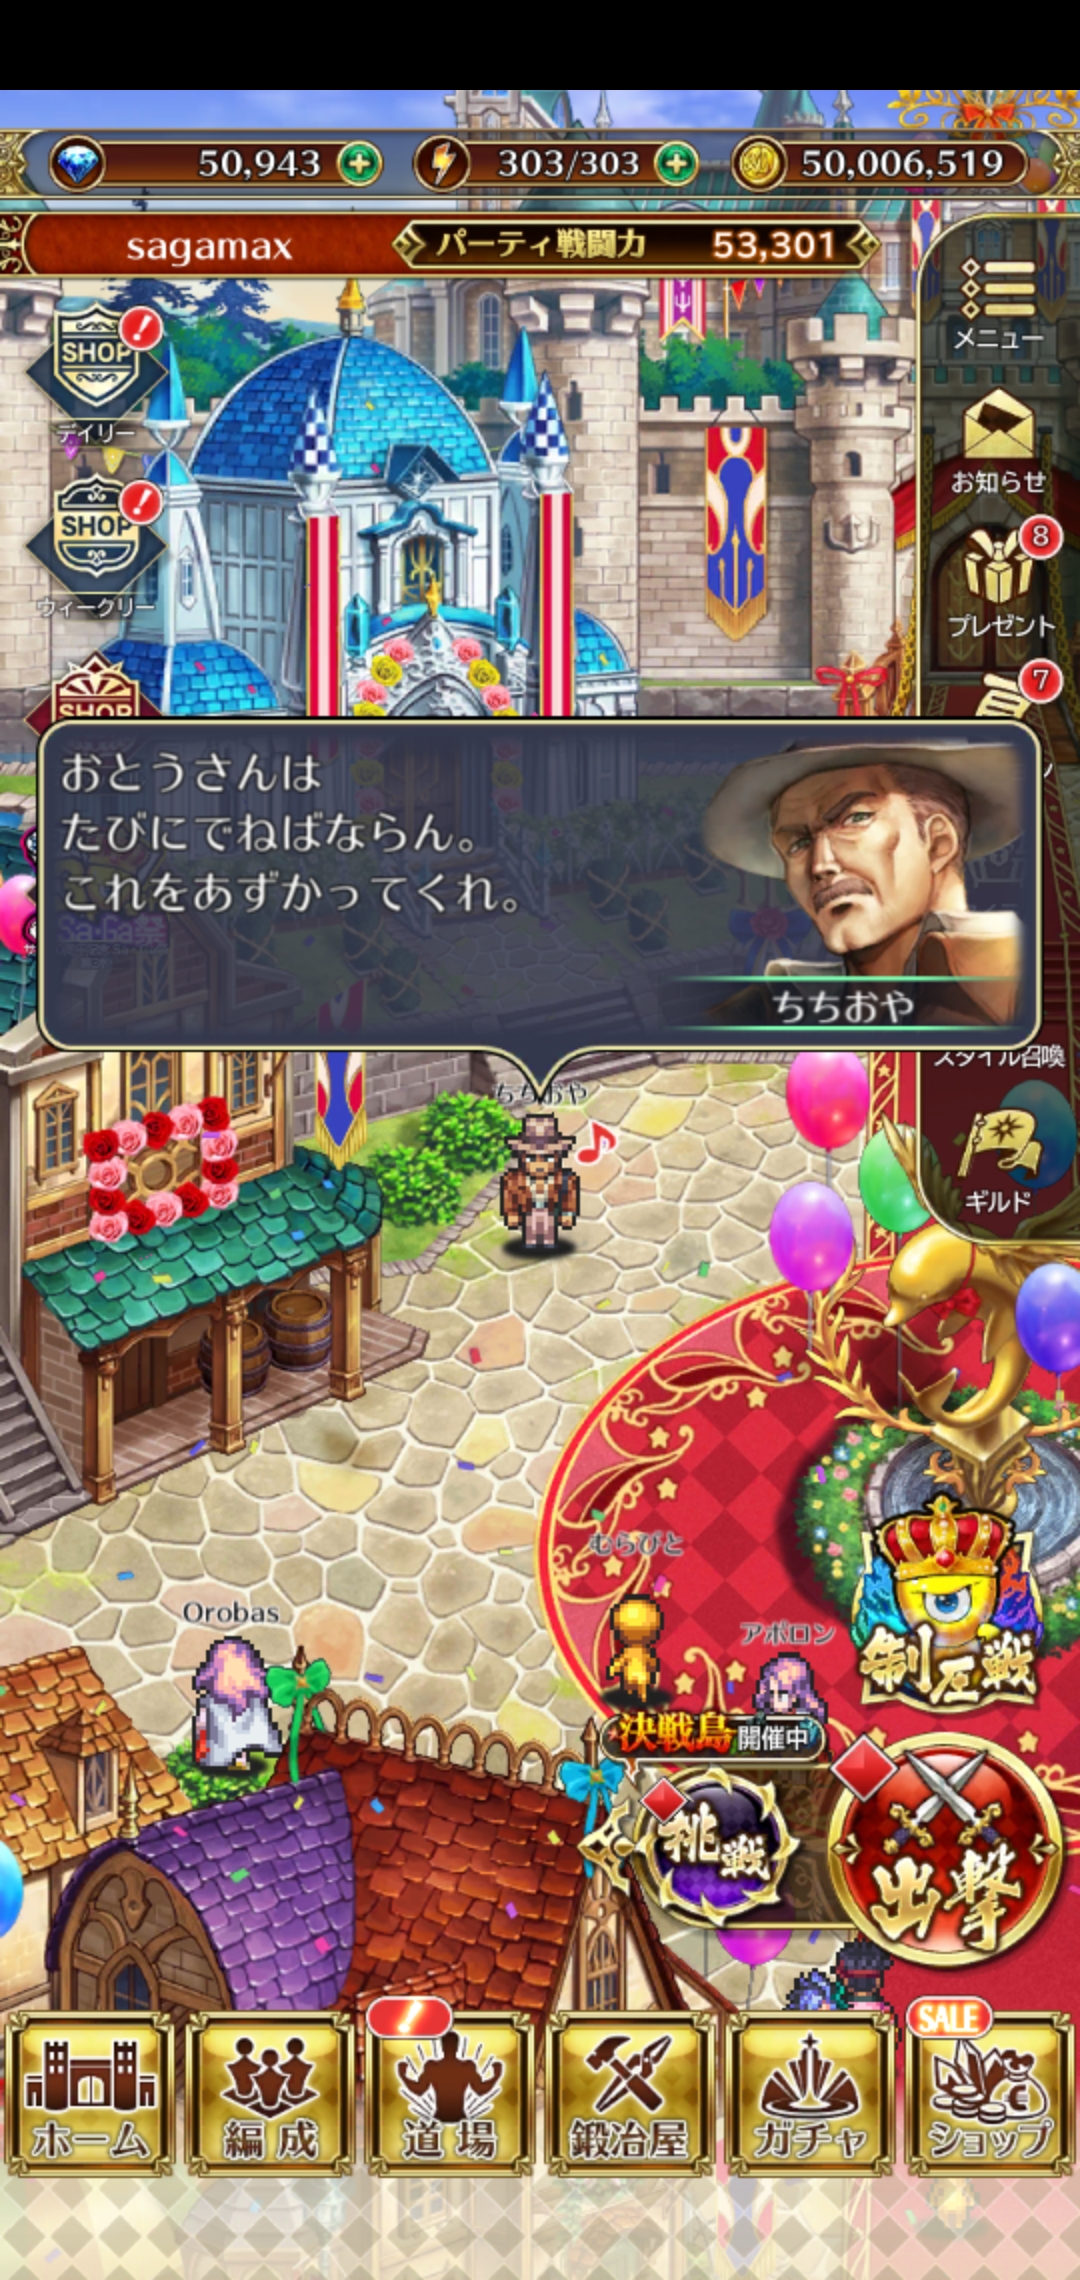 50,943
303/303
50,006,519
sagamax
パーティ戦闘力 53,301
メニュー
SHOP
デイリー
お知らせ
SHOP
ウィークリー
8
プレゼント
7
SHOP
おとうさんは
たびにでねばならん。
これをあずかってくれ。
ちちおや
Sa・Ga祭
スタイル召喚
ちちおや
ギルド
むらびと
Orobas
アポロン
制圧戦
決戦島 開催中
挑戦
出撃
SALE
ホーム
編成
道場
鍛冶屋
ガチャ
ショップ